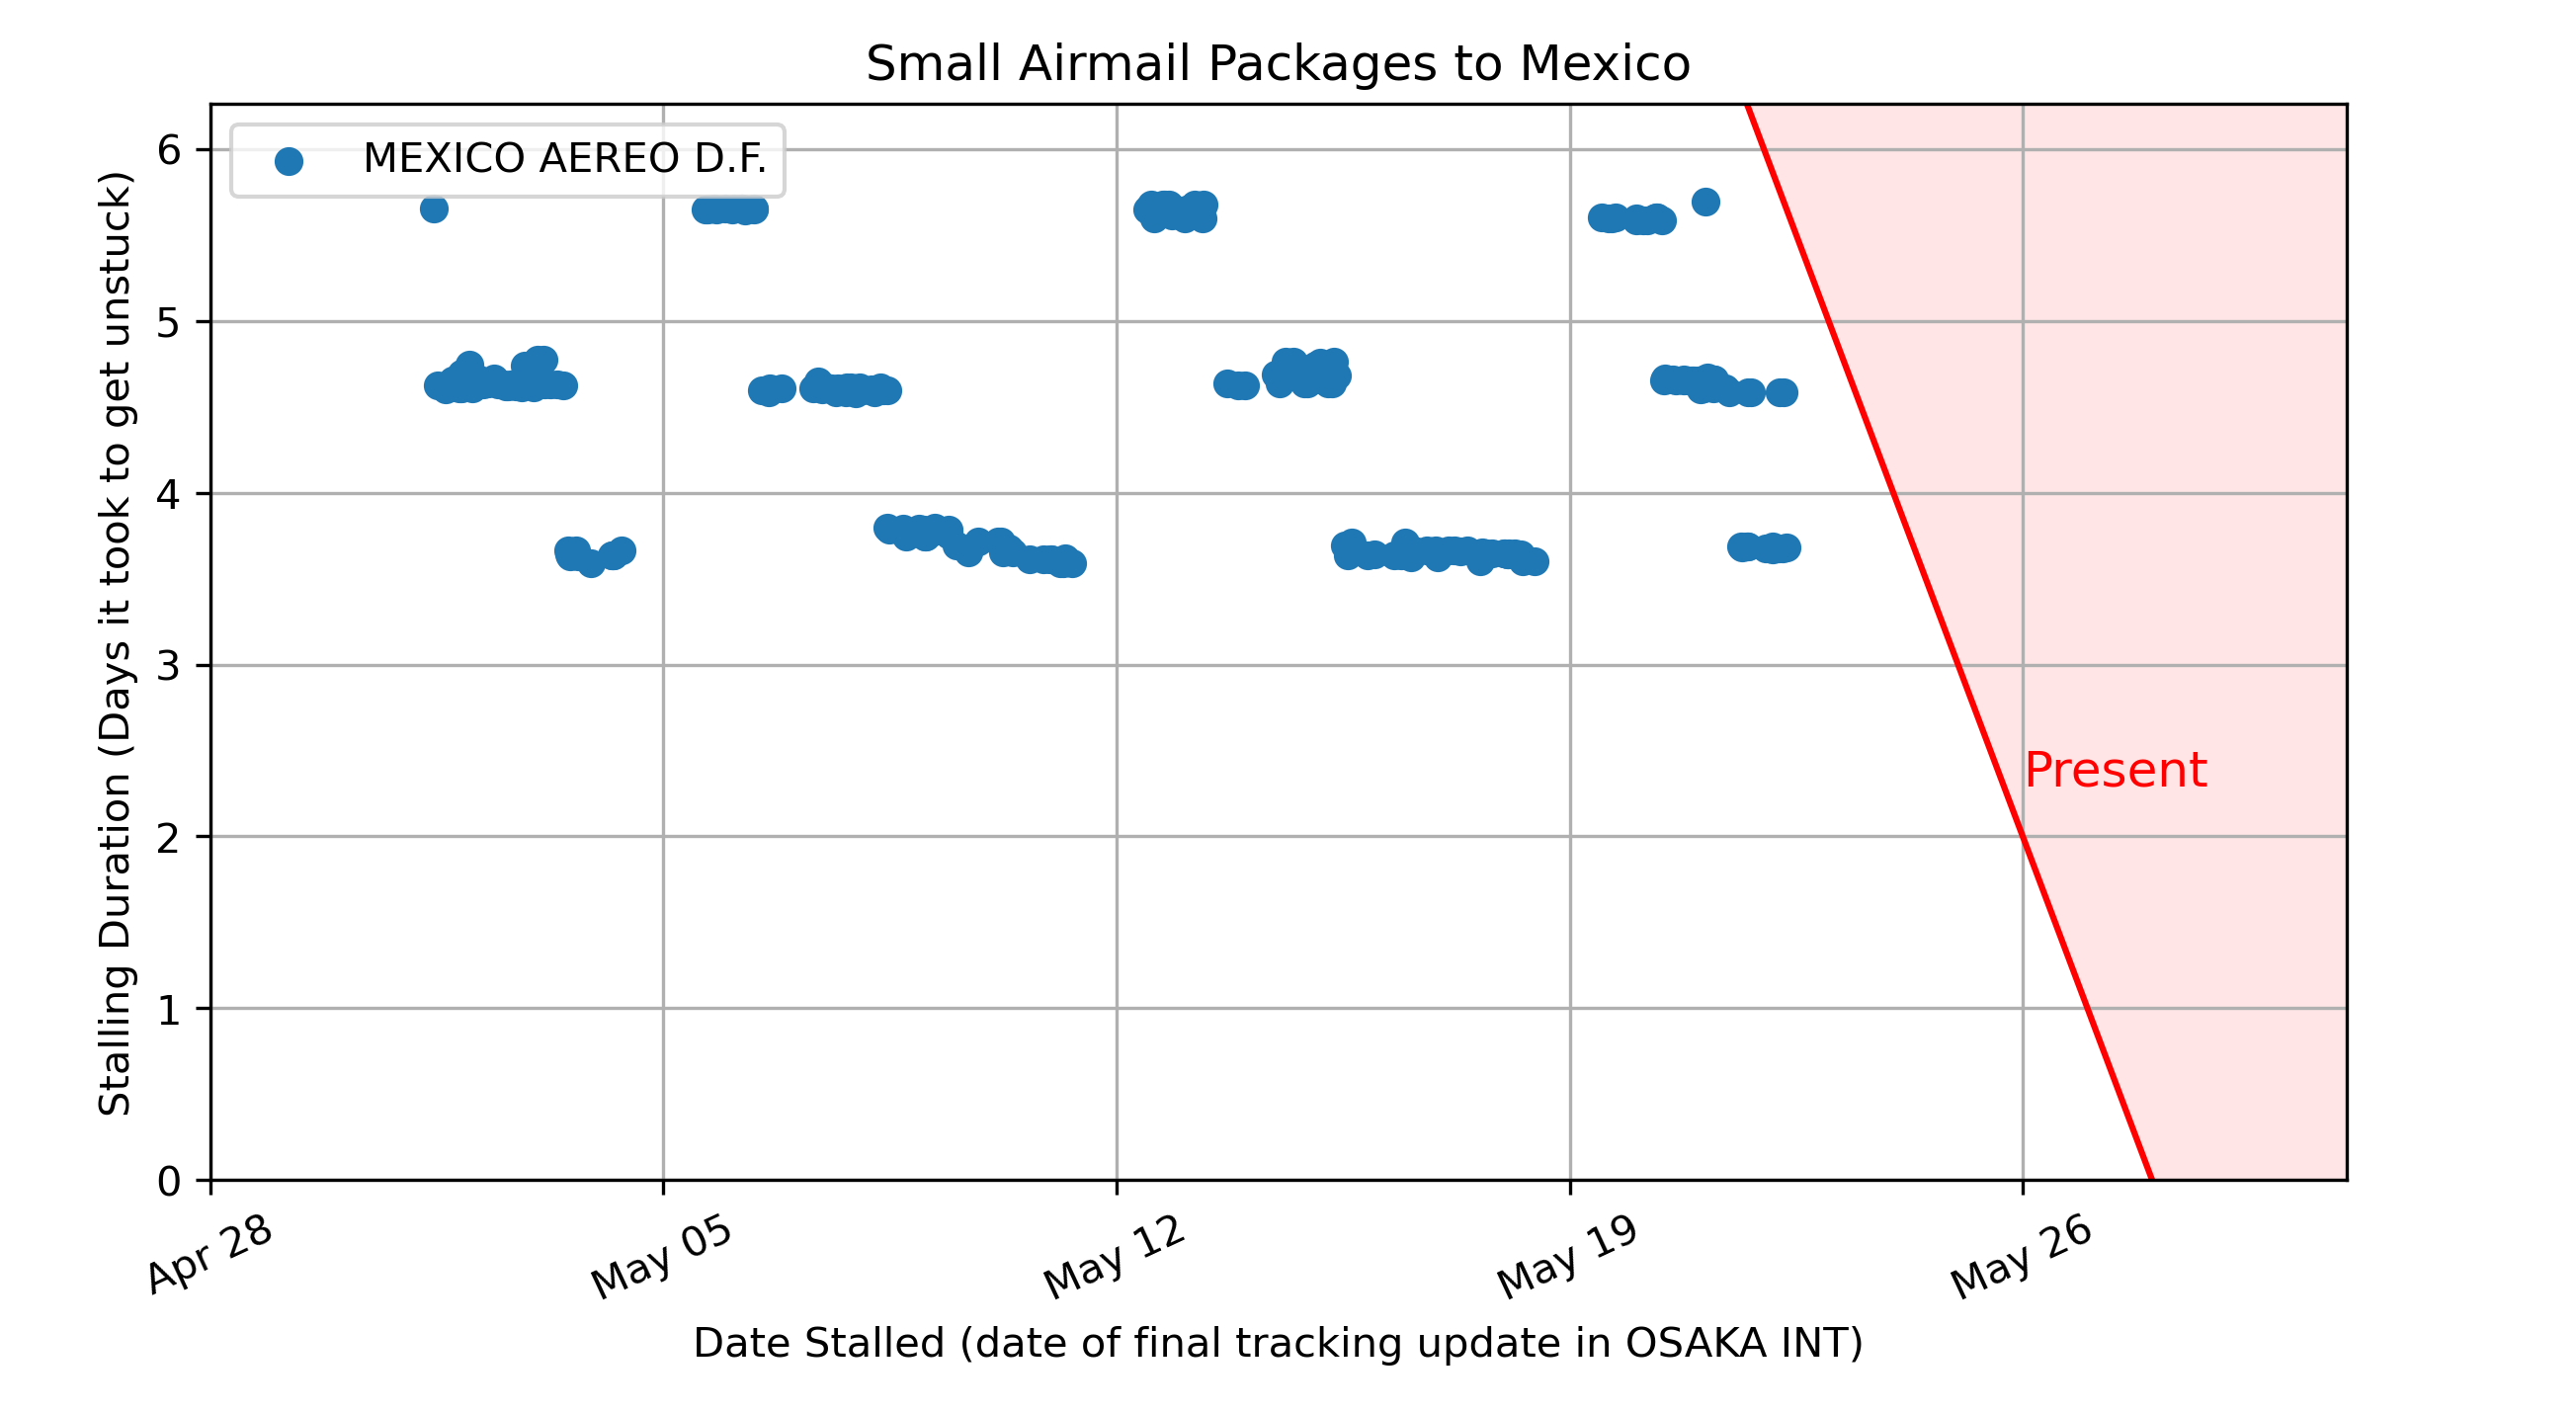 Small Airmail Packages to Mexico
MEXICO AEREO D.F.
Stalling Duration (Days it took to get unstuck)
6
5
4
3
2
1
0
Present
Apr 28
May 05
May 12
May 19
May 26
Date Stalled (date of final tracking update in OSAKA INT)